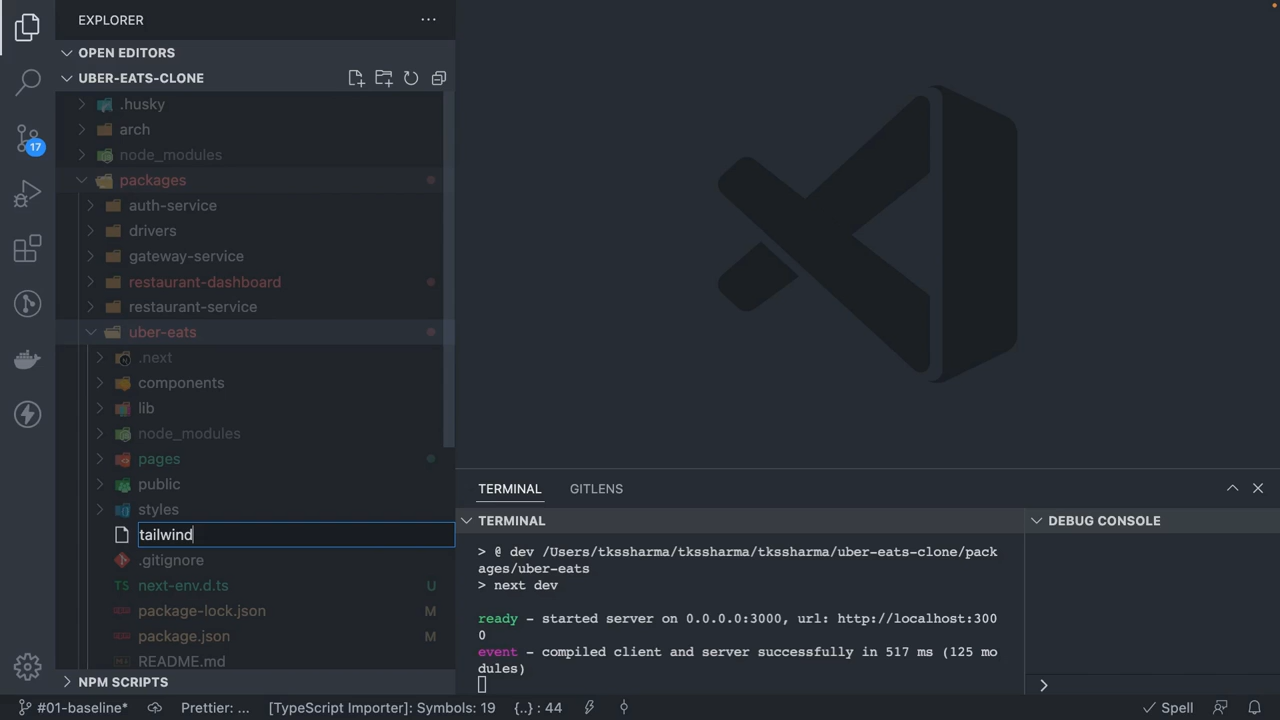 EXPLORER
OPEN EDITORS
UBER-EATS-CLONE
17
.husky
arch
node_modules
packages
auth-service
drivers
gateway-service
restaurant-dashboard
restaurant-service
uber-eats
.next
components
lib
node_modules
pages
public
styles
tailwind
.gitignore
TS next-env.d.ts U
package-lock.json M
package.json M
README.md
NPM SCRIPTS
TERMINAL GITLENS
TERMINAL
> @ dev /Users/tkssharma/tkssharma/tkssharma/uber-eats-clone/pack
ages/uber-eats
> next dev
ready - started server on 0.0.0.0:3000, url: http://localhost:300
0
event - compiled client and server successfully in 517 ms (125 mo
dules)
DEBUG CONSOLE
#01-baseline* Prettier: ... [TypeScript Importer]: Symbols: 19 {..} : 44 Spell